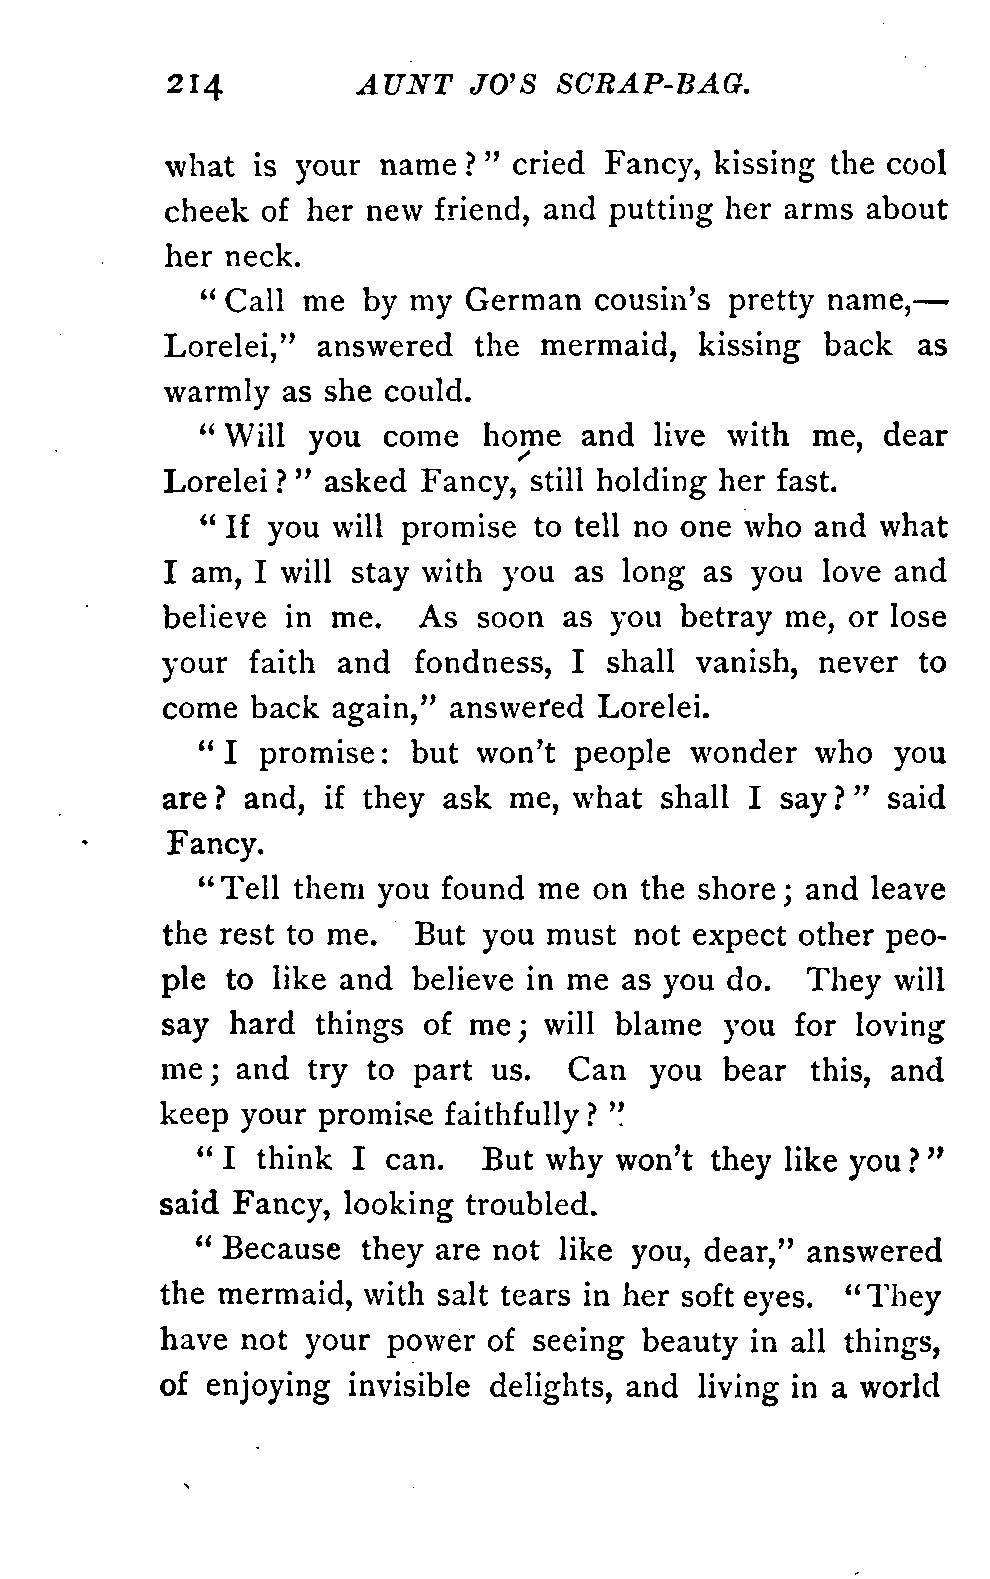 214 AUNT JO'S SCRAP-BAG.
what is your name?" cried Fancy, kissing the cool
cheek of her new friend, and putting her arms about
her neck.
"Call me by my German cousin's pretty name,—
Lorelei," answered the mermaid, kissing back as
warmly as she could.
"Will you come home and live with me, dear
Lorelei?" asked Fancy, still holding her fast.
"If you will promise to tell no one who and what
I am, I will stay with you as long as you love and
believe in me. As soon as you betray me, or lose
your faith and fondness, I shall vanish, never to
come back again," answered Lorelei.
"I promise: but won't people wonder who you
are? and, if they ask me, what shall I say?" said
Fancy.
"Tell them you found me on the shore; and leave
the rest to me. But you must not expect other peo-
ple to like and believe in me as you do. They will
say hard things of me; will blame you for loving
me; and try to part us. Can you bear this, and
keep your promise faithfully?"
"I think I can. But why won't they like you?"
said Fancy, looking troubled.
"Because they are not like you, dear," answered
the mermaid, with salt tears in her soft eyes. "They
have not your power of seeing beauty in all things,
of enjoying invisible delights, and living in a world